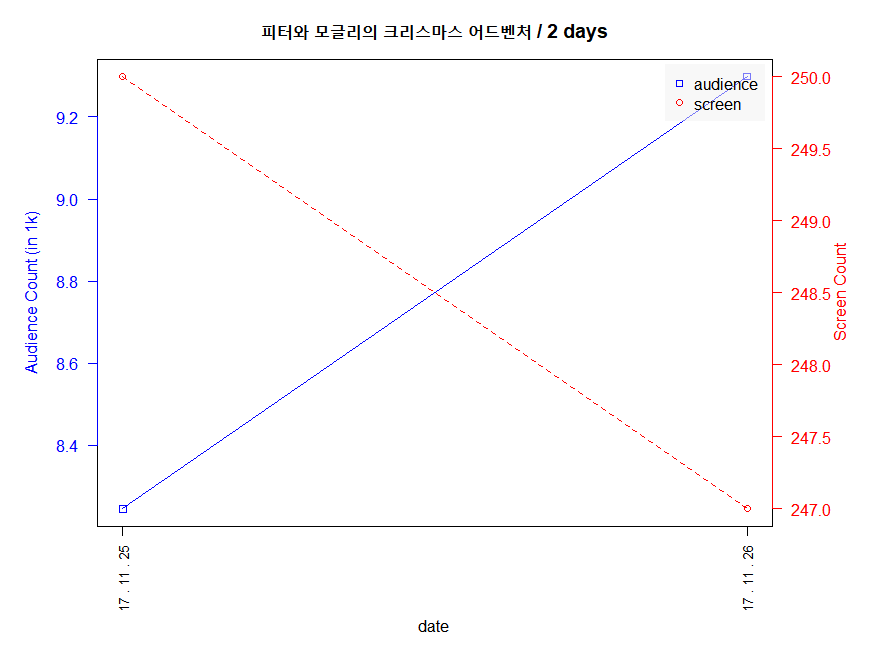 피터와 모글리의 크리스마스 어드벤처 / 2 days
audience
screen
9.2
9.0
8.8
8.6
8.4
Audience Count (in 1k)
250.0
249.5
249.0
248.5
248.0
247.5
247.0
Screen Count
17 . 11 . 25
17 . 11 . 26
date